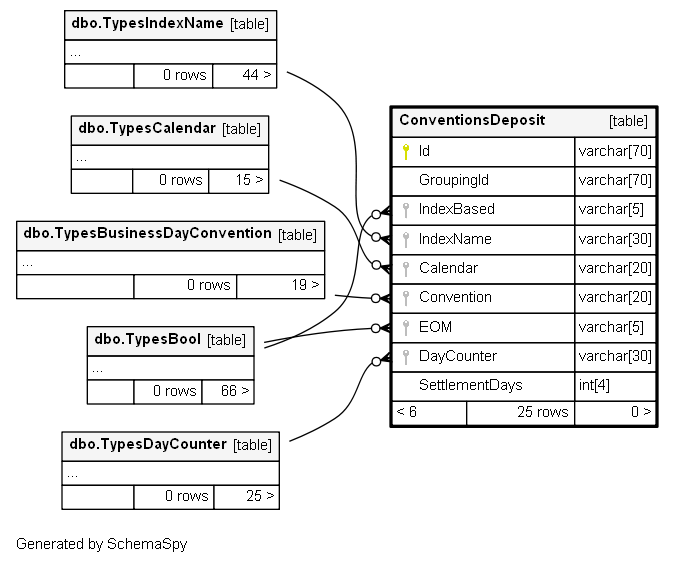 dbo.TypesIndexName [table]
...
0 rows 44 >
dbo.TypesCalendar [table]
...
0 rows 15 >
dbo.TypesBusinessDayConvention [table]
...
0 rows 19 >
dbo.TypesBool [table]
...
0 rows 66 >
dbo.TypesDayCounter [table]
...
0 rows 25 >
ConventionsDeposit [table]
Id varchar[70]
GroupingId varchar[70]
IndexBased varchar[5]
IndexName varchar[30]
Calendar varchar[20]
Convention varchar[20]
EOM varchar[5]
DayCounter varchar[30]
SettlementDays int[4]
< 6 25 rows 0 >
Generated by SchemaSpy